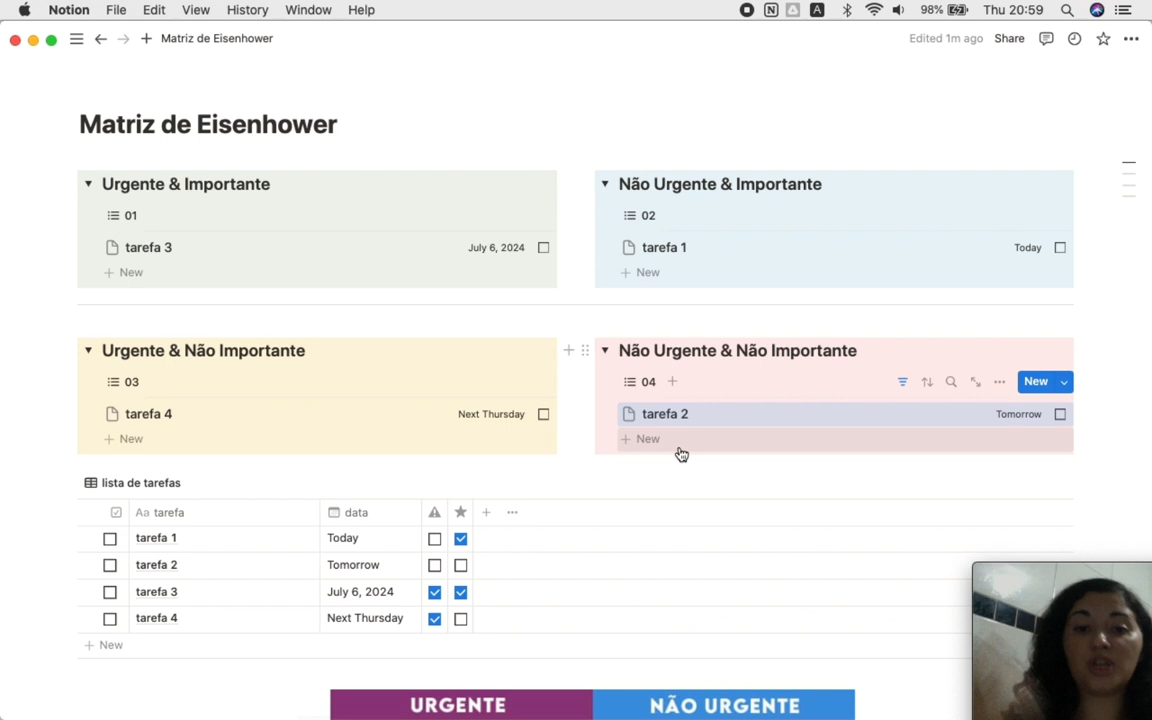 Notion File Edit View History Window Help 98% Thu 20:59
Matriz de Eisenhower Edited 1m ago Share
Matriz de Eisenhower
Urgente & Importante
01
tarefa 3 July 6, 2024
New
Não Urgente & Importante
02
tarefa 1 Today
New
Urgente & Não Importante
03
tarefa 4 Next Thursday
New
Não Urgente & Não Importante
04 New
tarefa 2 Tomorrow
New
lista de tarefas
Aa tarefa data
tarefa 1 Today
tarefa 2 Tomorrow
tarefa 3 July 6, 2024
tarefa 4 Next Thursday
New
URGENTE NÃO URGENTE